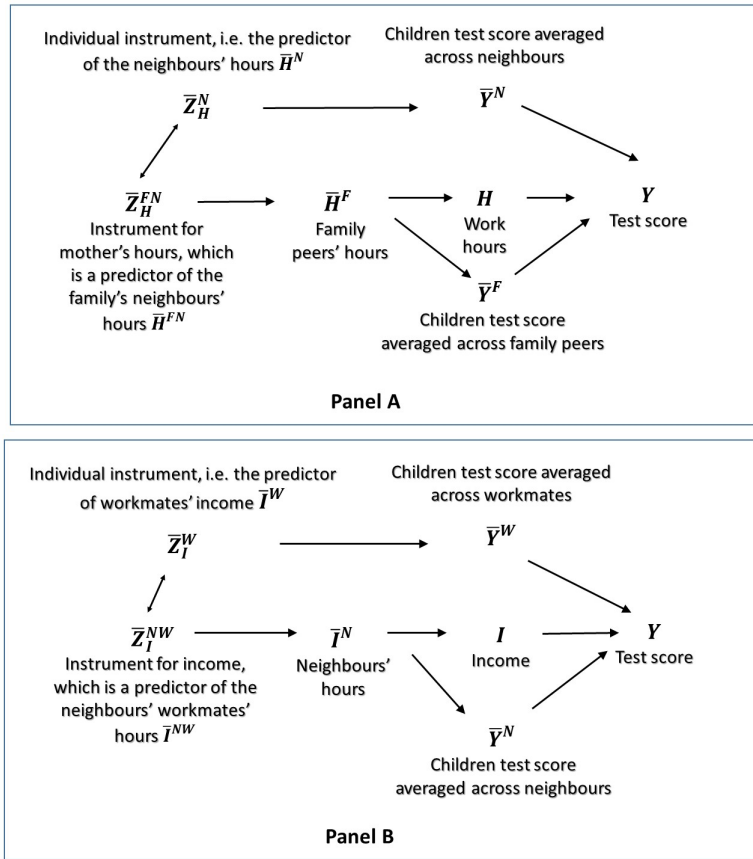 Individual instrument, i.e. the predictor
of the neighbours’ hours H̅ᴺ
Children test score averaged
across neighbours
Z̅_H^N
Y̅^N
Z̅_H^FN
H̅^F
H
Y
Instrument for
mother’s hours, which
is a predictor of the
family’s neighbours’
hours H̅^FN
Family
peers’ hours
Work
hours
Test score
Y̅^F
Children test score
averaged across family peers
Panel A
Individual instrument, i.e. the predictor
of workmates’ income I̅^W
Children test score averaged
across workmates
Z̅_I^W
Y̅^W
Z̅_I^NW
I̅^N
I
Y
Instrument for income,
which is a predictor of the
neighbours’ workmates’
hours I̅^NW
Neighbours’
hours
Income
Test score
Y̅^N
Children test score
averaged across neighbours
Panel B